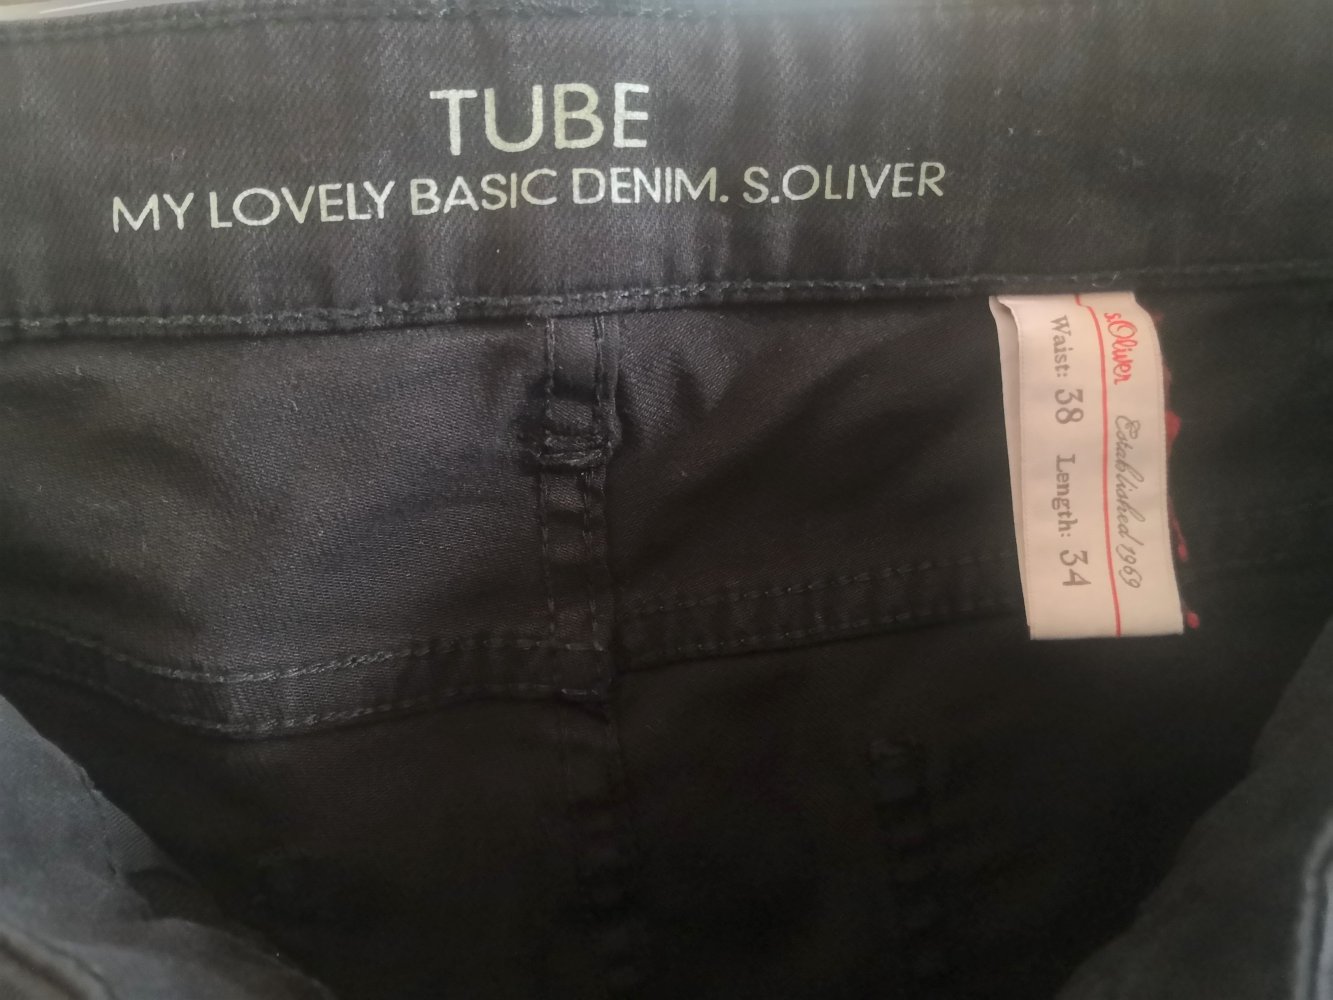 TUBE
MY LOVELY BASIC DENIM. S.OLIVER
s.Oliver Established 1969
Waist: 38 Length: 34